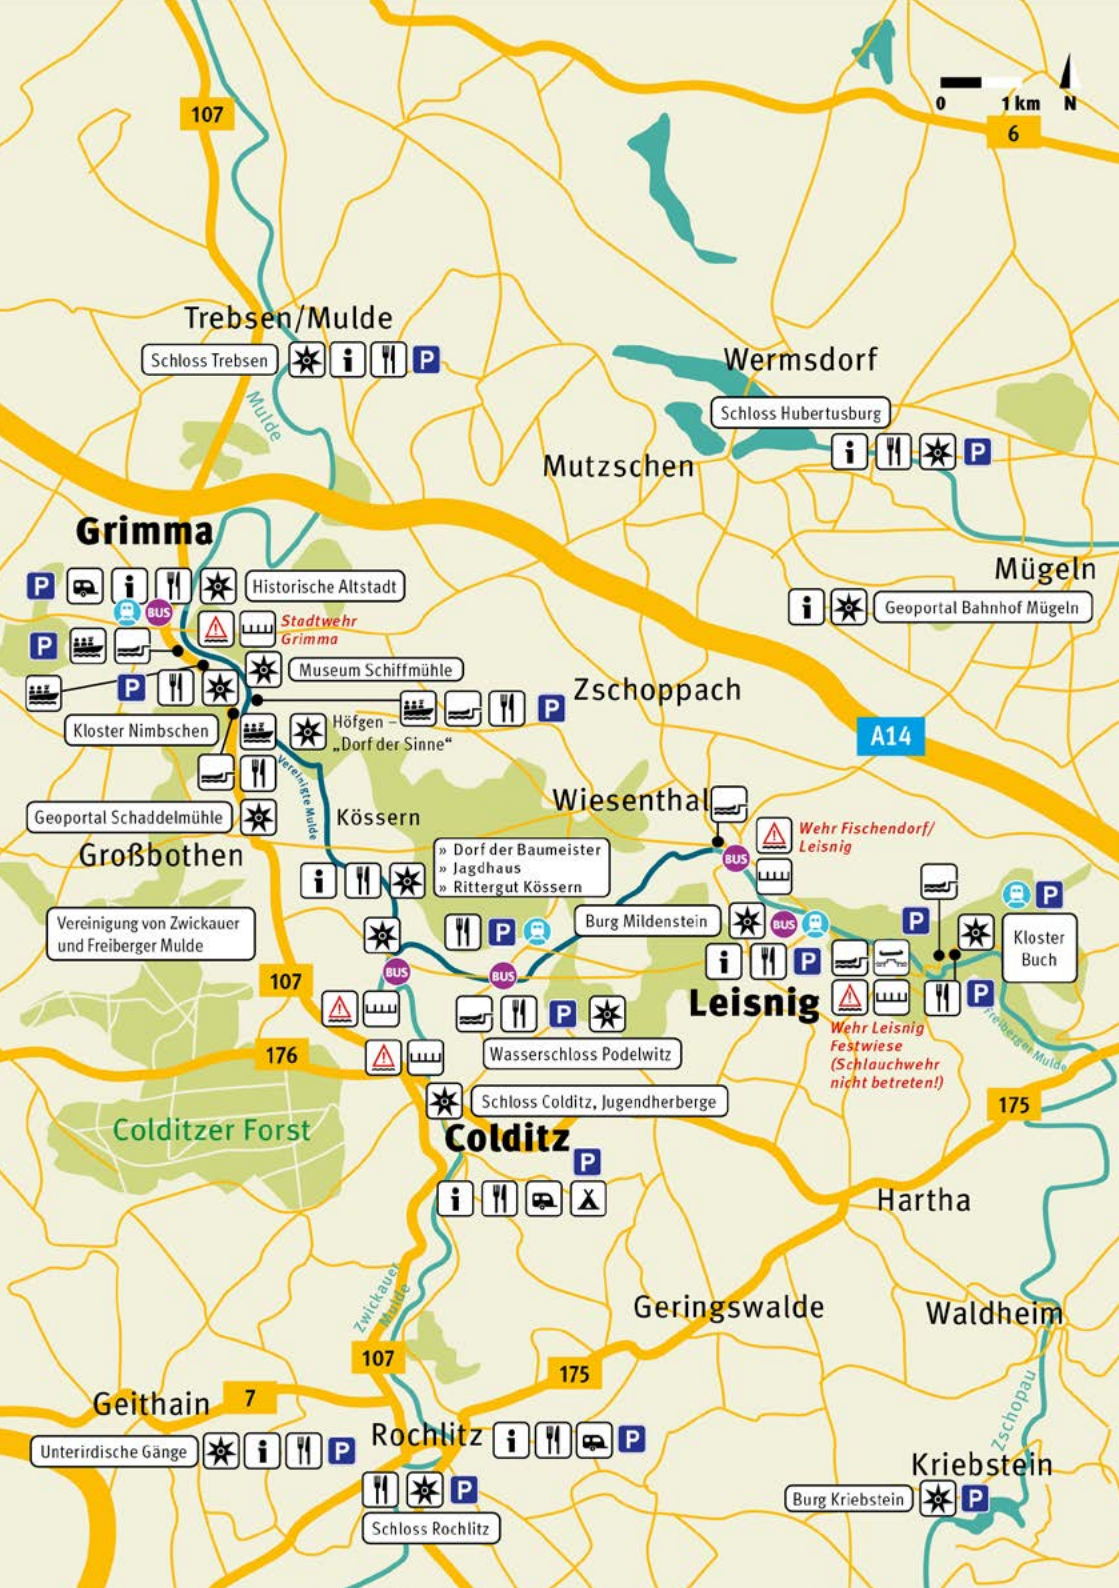 107
0 1 km N
6
Trebsen/Mulde
Schloss Trebsen
i
P
Mulde
Wermsdorf
Schloss Hubertusburg
i
P
Mutzschen
Grimma
Mügeln
P
i
Historische Altstadt
BUS
i
Geoportal Bahnhof Mügeln
Stadtwehr
Grimma
P
Museum Schiffmühle
P
Kloster Nimbschen
Zschoppach
P
Höfgen –
„Dorf der Sinne“
A14
Vereinigte Mulde
Geoportal Schaddelmühle
Kössern
Wiesenthal
Großbothen
Wehr Fischendorf/
Leisnig
BUS
» Dorf der Baumeister
» Jagdhaus
» Rittergut Kössern
i
Vereinigung von Zwickauer
und Freiberger Mulde
P
Burg Mildenstein
BUS
P
P
Kloster
Buch
i
P
BUS
BUS
107
Leisnig
P
Freiberger Mulde
Wehr Leisnig
Festwiese
(Schlauchwehr
nicht betreten!)
P
Wasserschloss Podelwitz
176
175
Schloss Colditz, Jugendherberge
Colditzer Forst
Colditz
P
i
Hartha
Zwickauer
Mulde
Geringswalde
Waldheim
107
175
Geithain
7
Zschopau
Rochlitz
i
P
Unterirdische Gänge
i
P
Kriebstein
Burg Kriebstein
P
P
Schloss Rochlitz